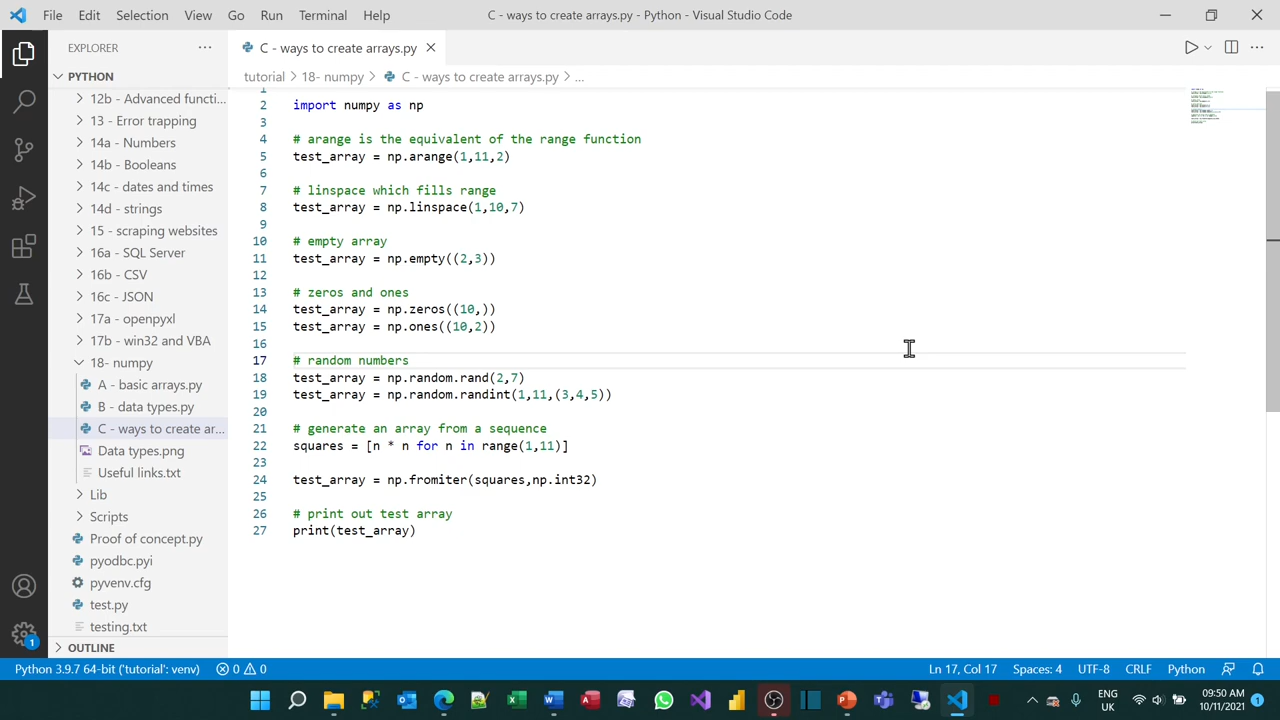 File Edit Selection View Go Run Terminal Help C - ways to create arrays.py - Python - Visual Studio Code
EXPLORER
PYTHON
12b - Advanced functi...
13 - Error trapping
14a - Numbers
14b - Booleans
14c - dates and times
14d - strings
15 - scraping websites
16a - SQL Server
16b - CSV
16c - JSON
17a - openpyxl
17b - win32 and VBA
18- numpy
A - basic arrays.py
B - data types.py
C - ways to create ar...
Data types.png
Useful links.txt
Lib
Scripts
Proof of concept.py
pyodbc.pyi
pyvenv.cfg
test.py
testing.txt
OUTLINE
C - ways to create arrays.py
tutorial > 18- numpy > C - ways to create arrays.py > ...
1
2 import numpy as np
3
4 # arange is the equivalent of the range function
5 test_array = np.arange(1,11,2)
6
7 # linspace which fills range
8 test_array = np.linspace(1,10,7)
9
10 # empty array
11 test_array = np.empty((2,3))
12
13 # zeros and ones
14 test_array = np.zeros((10,))
15 test_array = np.ones((10,2))
16
17 # random numbers
18 test_array = np.random.rand(2,7)
19 test_array = np.random.randint(1,11,(3,4,5))
20
21 # generate an array from a sequence
22 squares = [n * n for n in range(1,11)]
23
24 test_array = np.fromiter(squares,np.int32)
25
26 # print out test array
27 print(test_array)
1
Python 3.9.7 64-bit ('tutorial': venv) 0 0 Ln 17, Col 17 Spaces: 4 UTF-8 CRLF Python
ENG
UK
09:50 AM
10/11/2021
1